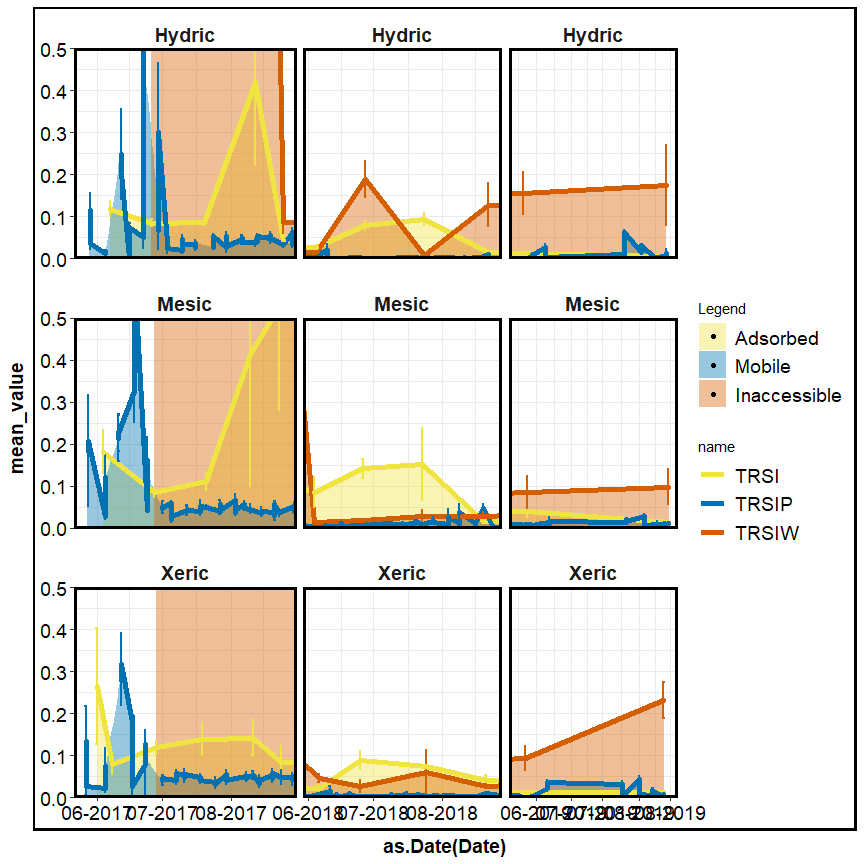 Hydric Hydric Hydric
0.5
0.4
0.3
0.2
0.1
0.0
Mesic Mesic Mesic
0.5
0.4
0.3
0.2
0.1
0.0
Xeric Xeric Xeric
0.5
0.4
0.3
0.2
0.1
0.0
06-2017 07-2017 08-2017 06-2018 07-2018 08-2018 06-2019
mean_value
as.Date(Date)
Legend
Adsorbed
Mobile
Inaccessible
name
TRSI
TRSIP
TRSIW